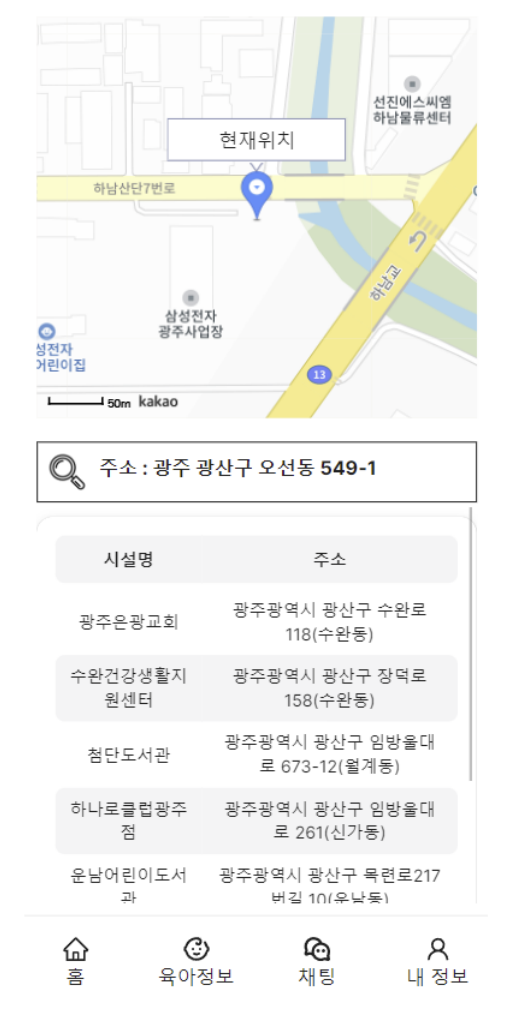 선진에스씨엠
하남물류센터
현재위치
하남산단7번로
하남교
삼성전자
광주사업장
성전자
어린이집
13
50m kakao
주소 : 광주 광산구 오선동 549-1
시설명 주소
광주은광교회 광주광역시 광산구 수완로
118(수완동)
수완건강생활지 광주광역시 광산구 장덕로
원센터 158(수완동)
첨단도서관 광주광역시 광산구 임방울대
로 673-12(월계동)
하나로클럽광주 광주광역시 광산구 임방울대
점 로 261(신가동)
운남어린이도서 광주광역시 광산구 목련로217
관 번길 10(운남동)
홈 육아정보 채팅 내 정보